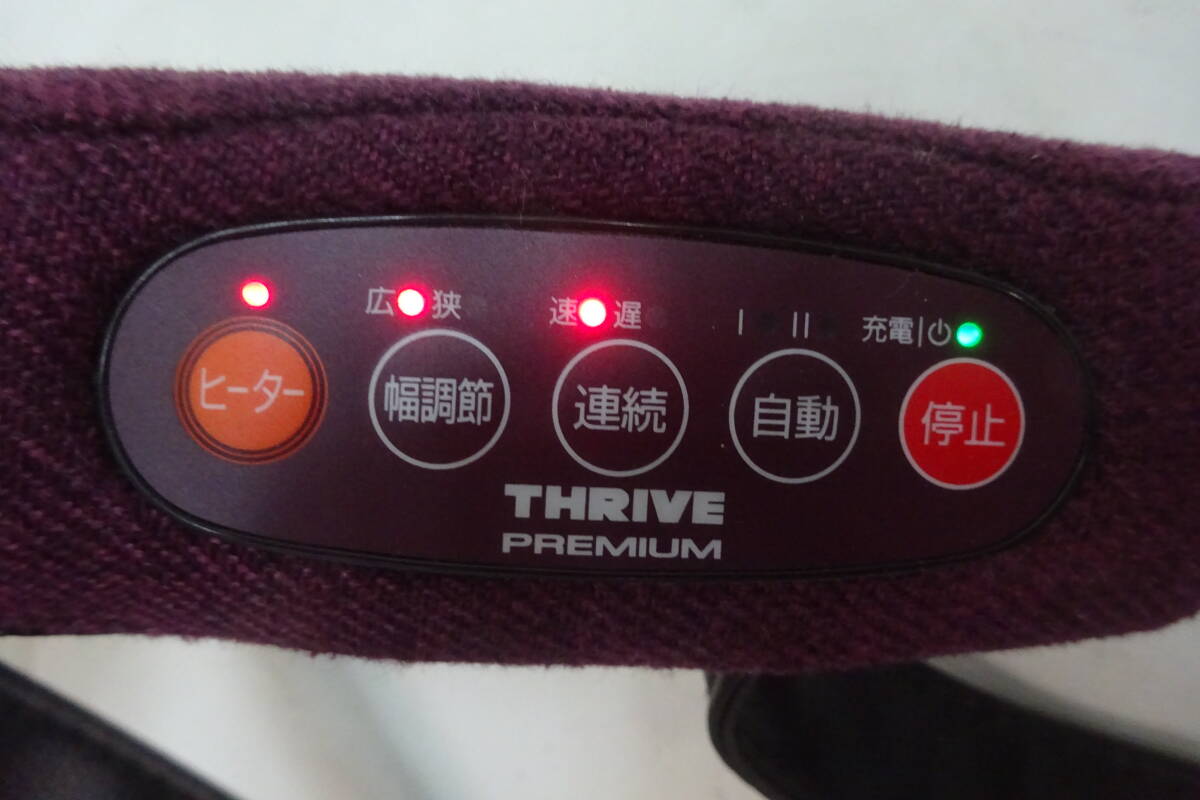 広 狭 速 遅 I II 充電|⏻
ヒーター 幅調節 連続 自動 停止
THRIVE
PREMIUM